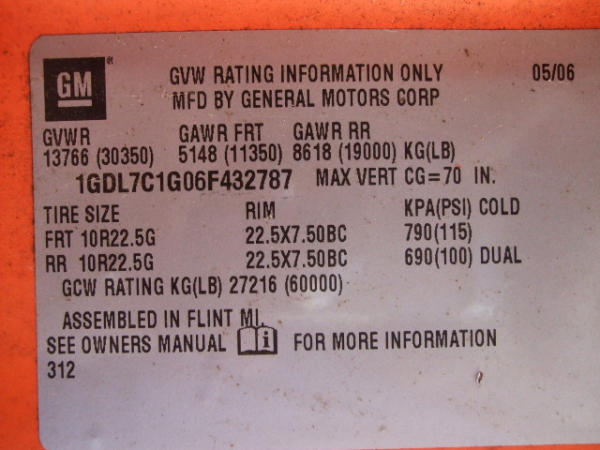 GM®
GVW RATING INFORMATION ONLY 05/06
MFD BY GENERAL MOTORS CORP
GVWR GAWR FRT GAWR RR
13766 (30350) 5148 (11350) 8618 (19000) KG(LB)
1GDL7C1G06F432787 MAX VERT CG=70 IN.
TIRE SIZE RIM KPA(PSI) COLD
FRT 10R22.5G 22.5X7.50BC 790(115)
RR 10R22.5G 22.5X7.50BC 690(100) DUAL
GCW RATING KG(LB) 27216 (60000)
ASSEMBLED IN FLINT MI.
SEE OWNERS MANUAL i FOR MORE INFORMATION
312